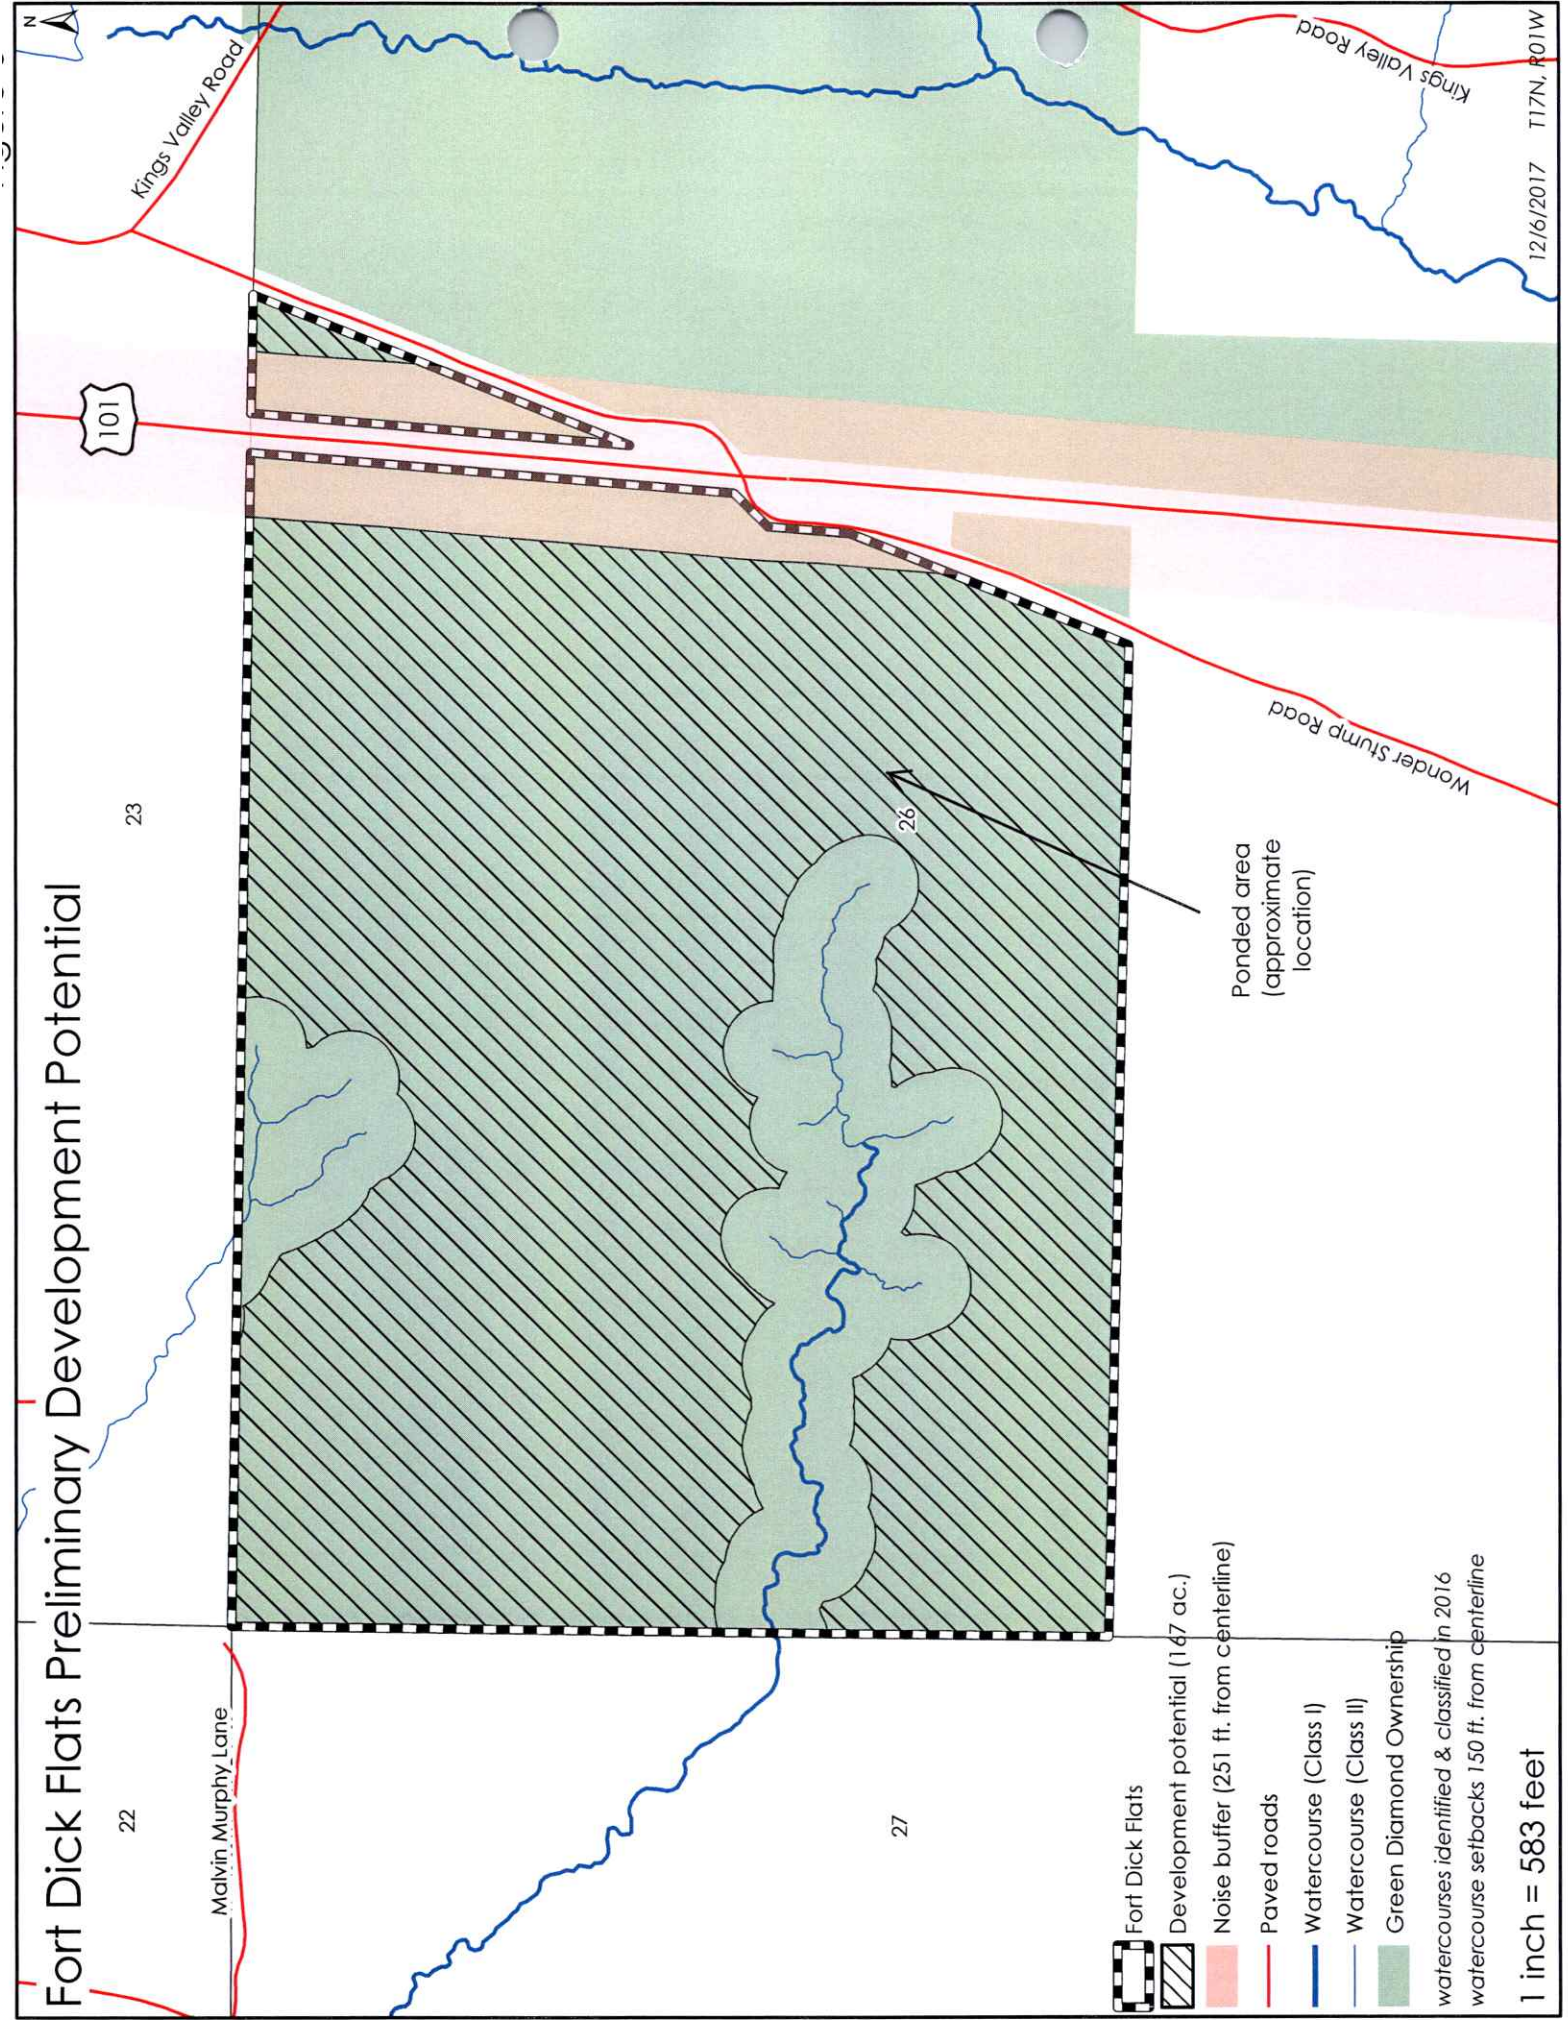 Fort Dick Flats Preliminary Development Potential
N
22
23
101
Kings Valley Road
Malvin Murphy Lane
27
26
Ponded area
(approximate
location)
Wonder Stump Road
Kings Valley Road
Fort Dick Flats
Development potential (167 ac.)
Noise buffer (251 ft. from centerline)
Paved roads
Watercourse (Class I)
Watercourse (Class II)
Green Diamond Ownership
watercourses identified & classified in 2016
watercourse setbacks 150 ft. from centerline
1 inch = 583 feet
12/6/2017 T17N, R01W